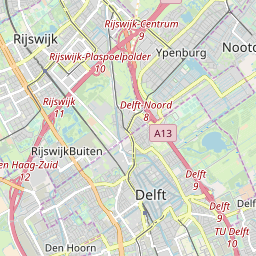 Rijswijk-Centrum
9
Rijswijk
Nooto
Ypenburg
Rijswijk-Plaspoelpolder
10
Rijswijk
11
Delft-Noord
8
A13
RijswijkBuiten
en Haag-Zuid
12
Delft
9
Delft
Delft
9
TU Delft
10
Den Hoorn